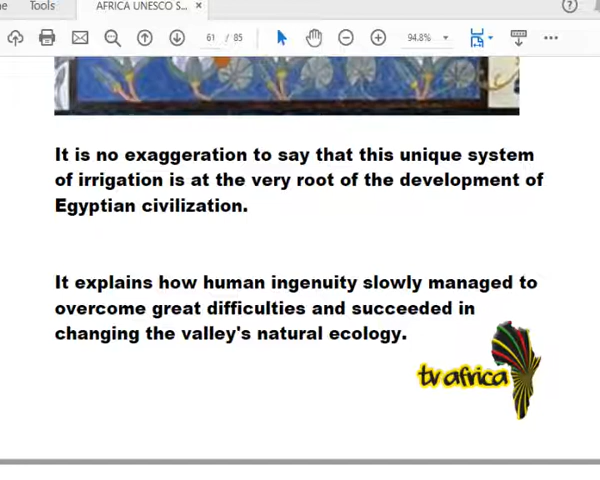 Tools
AFRICA UNESCO S... ×
61 / 85
94.8%
It is no exaggeration to say that this unique system
of irrigation is at the very root of the development of
Egyptian civilization.
It explains how human ingenuity slowly managed to
overcome great difficulties and succeeded in
changing the valley's natural ecology.
tv africa